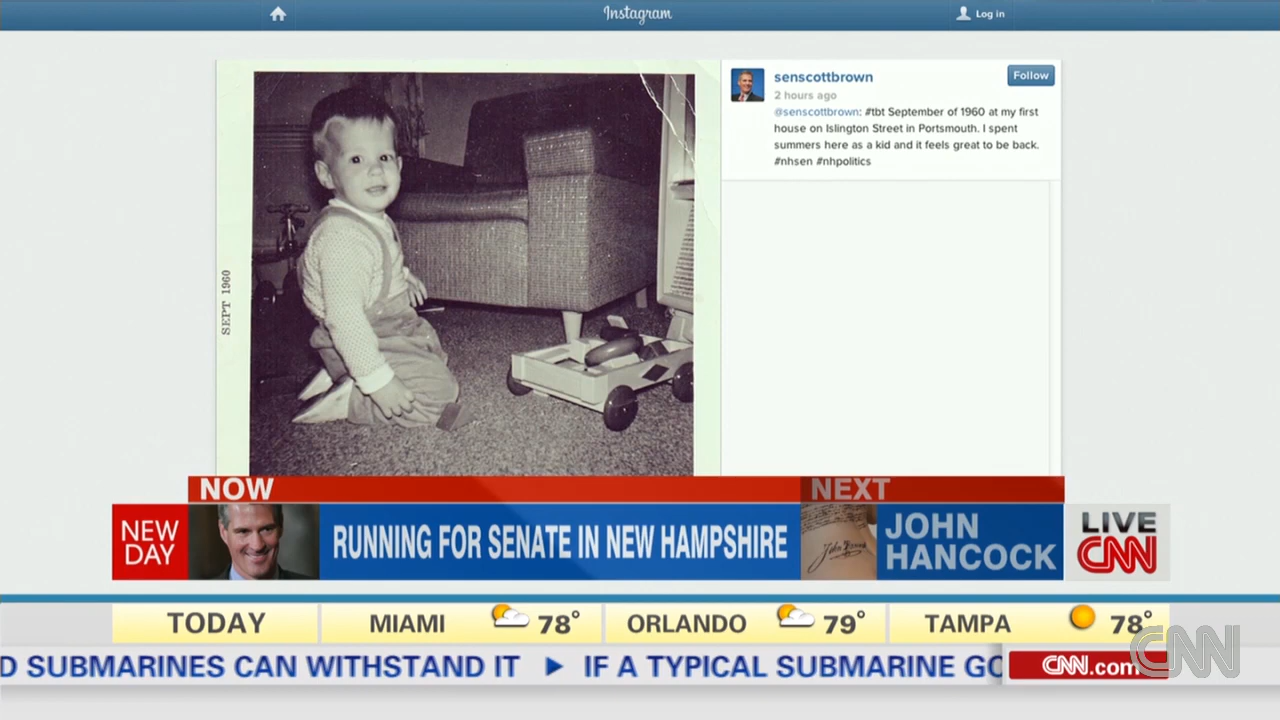 Instagram
Log in
senscottbrown
Follow
2 hours ago
@senscottbrown: #tbt September of 1960 at my first
house on Islington Street in Portsmouth. I spent
summers here as a kid and it feels great to be back.
#nhsen #nhpolitics
SEPT 1960
NOW
NEXT
NEW
DAY
RUNNING FOR SENATE IN NEW HAMPSHIRE
JOHN
HANCOCK
LIVE
CNN
TODAY
MIAMI 78°
ORLANDO 79°
TAMPA 78°
D SUBMARINES CAN WITHSTAND IT ▶ IF A TYPICAL SUBMARINE GO
CNN.com
CNN